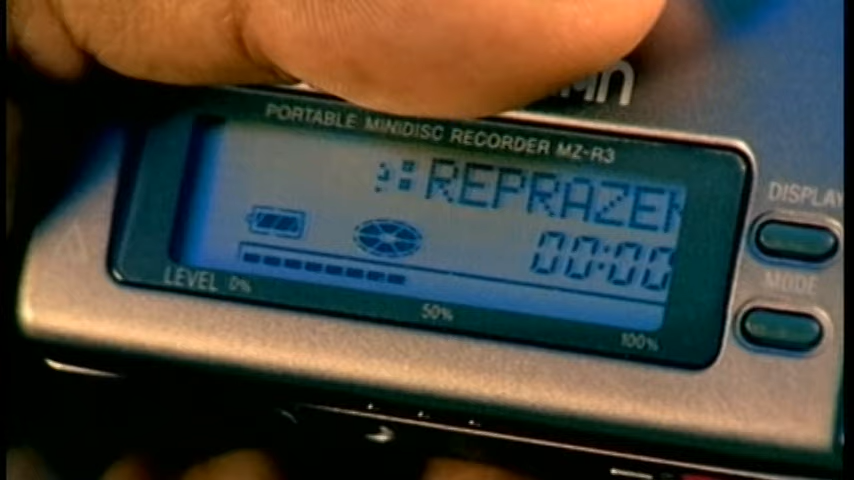 PORTABLE MINIDISC RECORDER MZ-R3
:REPRAZEN
DISPLAY
00:00
MODE
LEVEL 0%
50%
100%